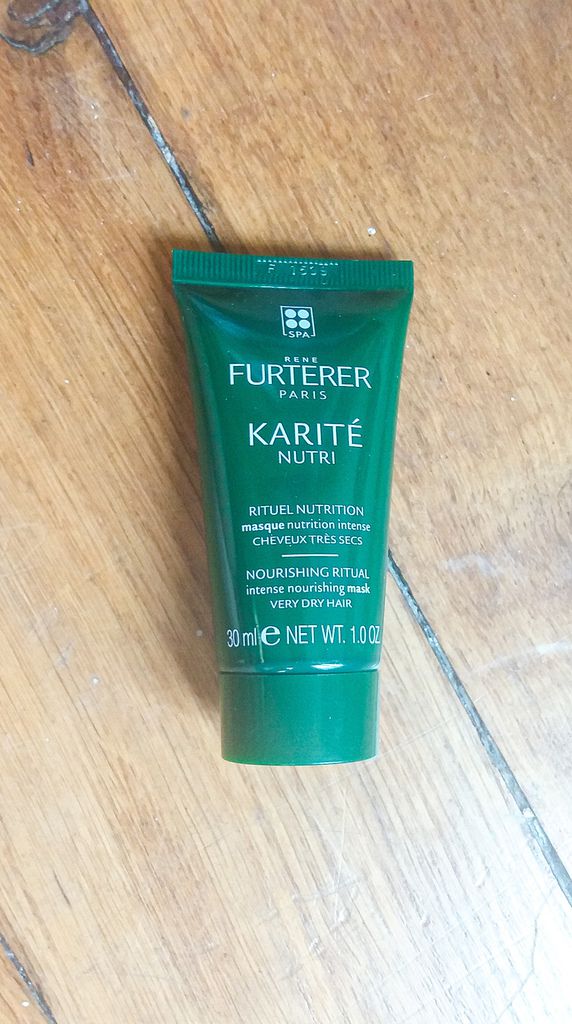 SPA
RENE
FURTERER
PARIS
KARITÉ
NUTRI
RITUEL NUTRITION
masque nutrition intense
CHEVEUX TRÈS SECS
NOURISHING RITUAL
intense nourishing mask
VERY DRY HAIR
30 ml e NET WT. 1.0 OZ